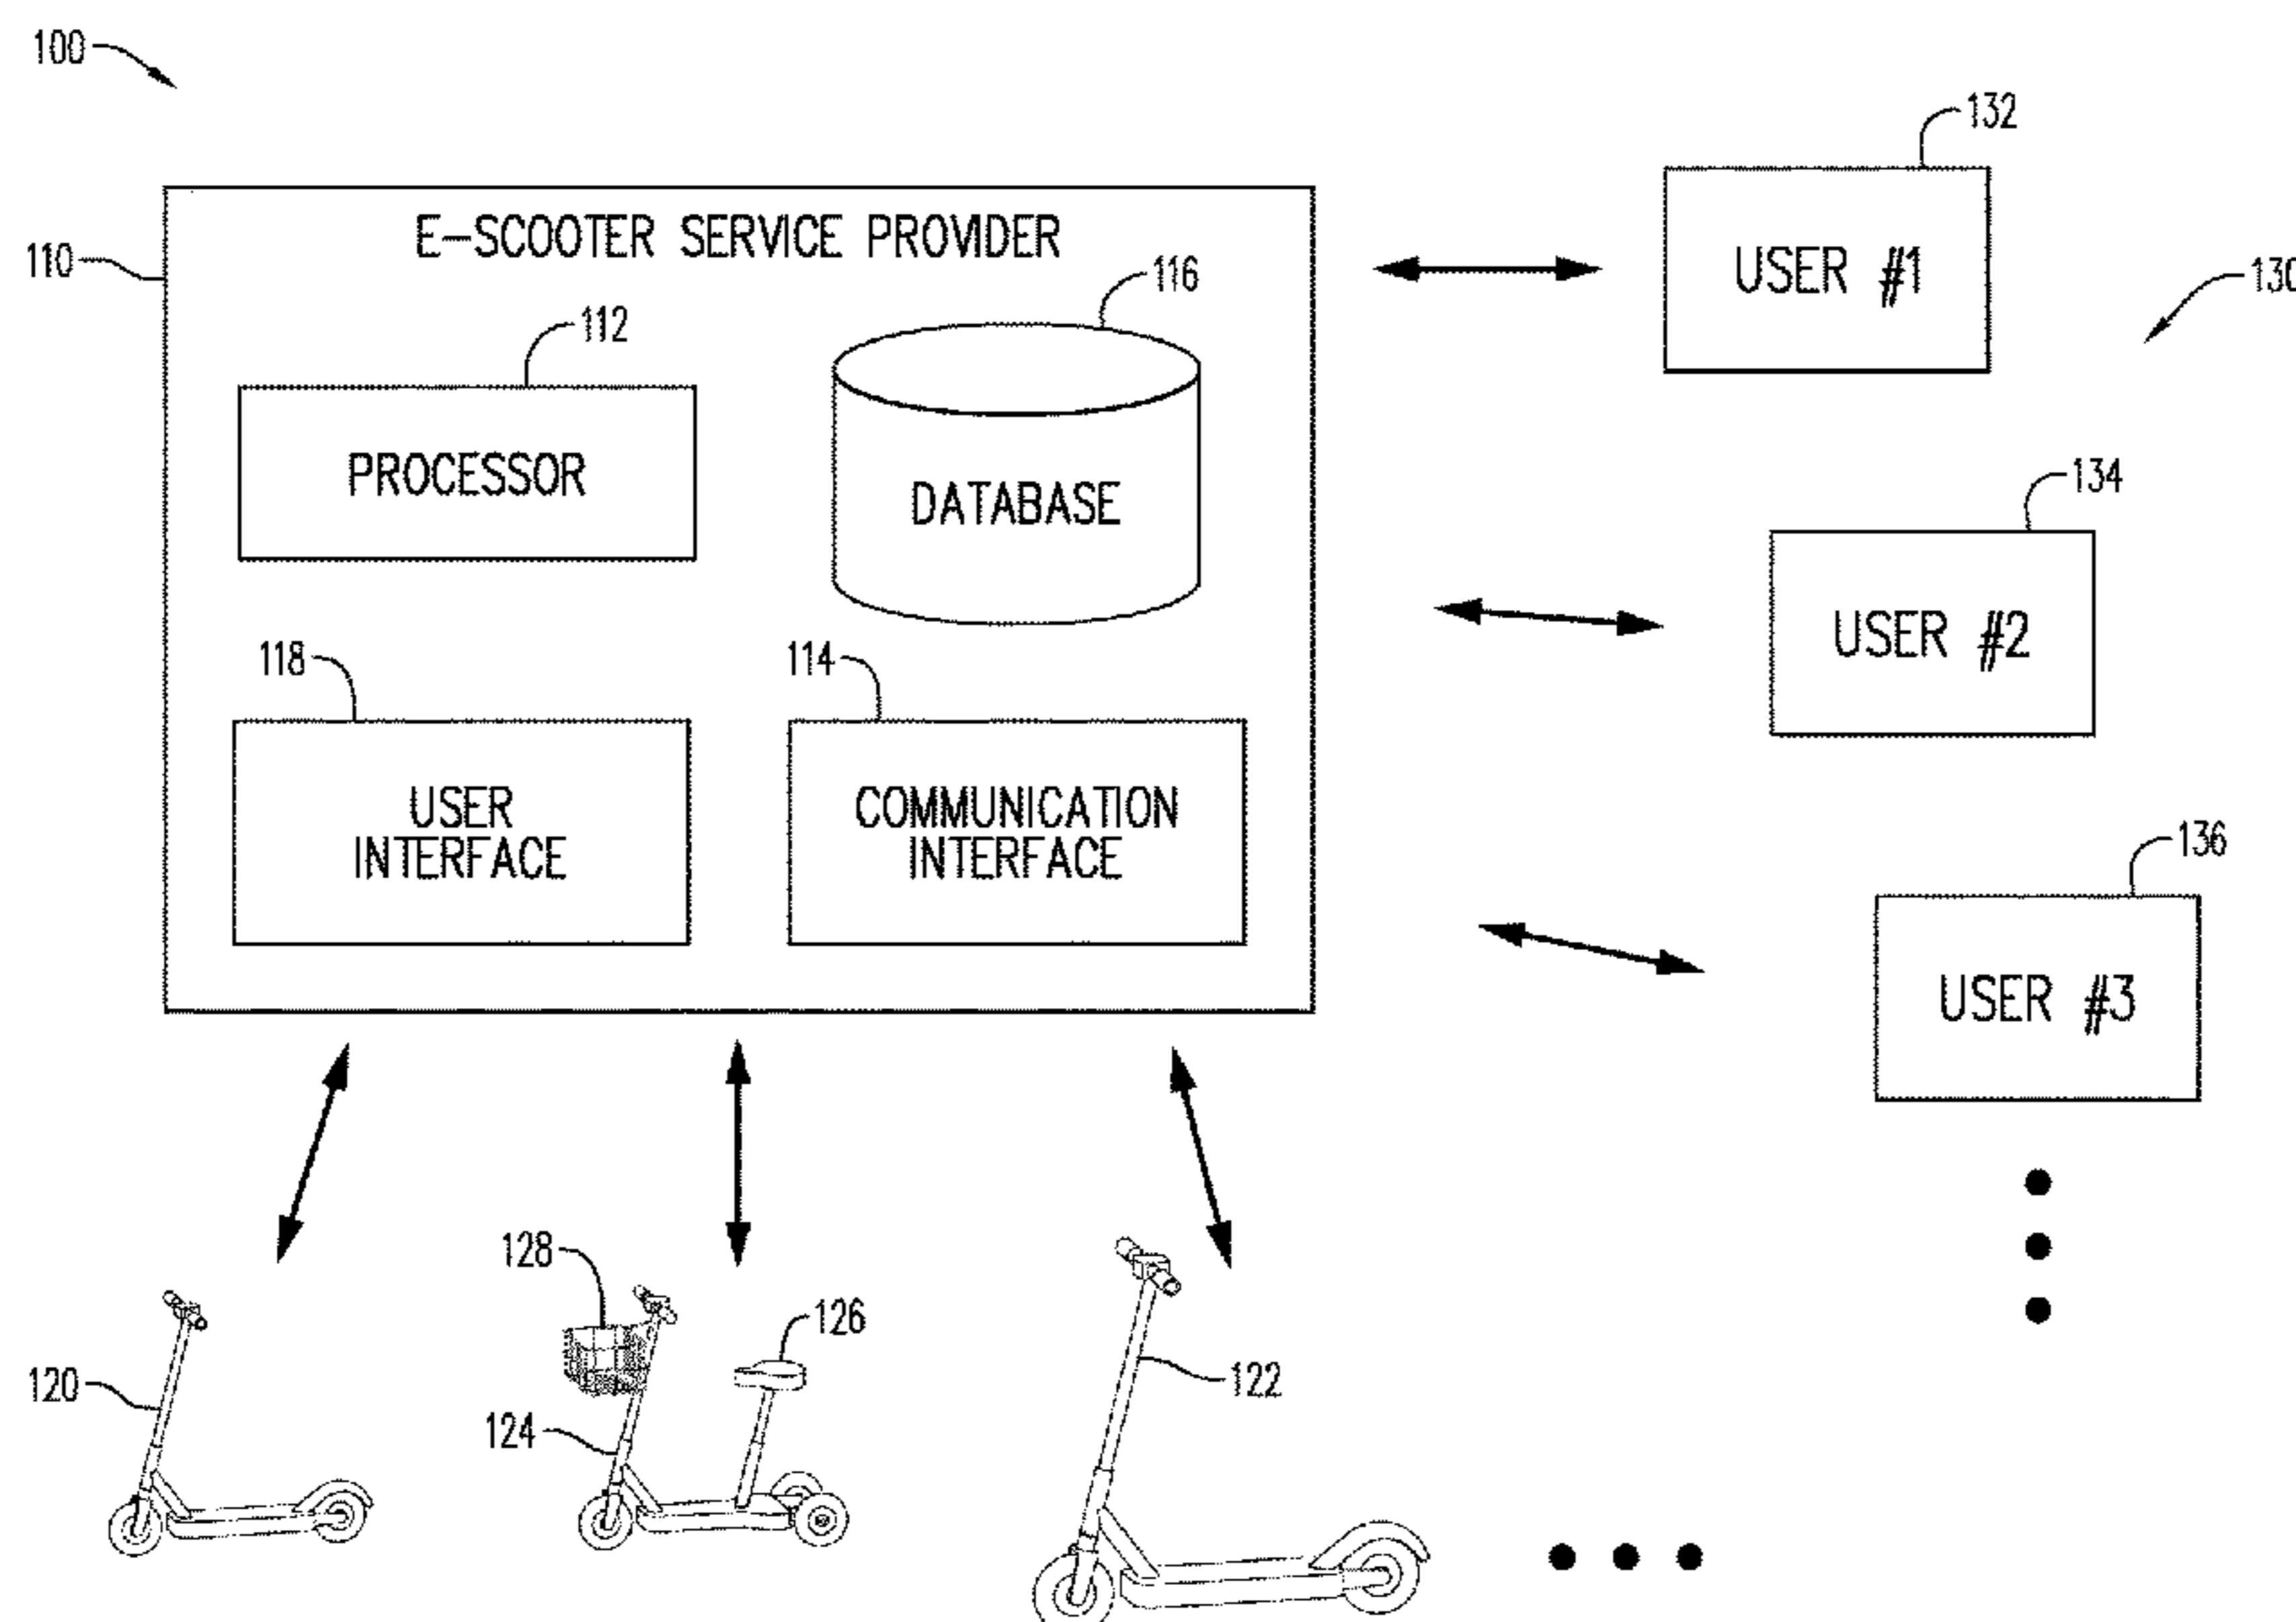 100
132
E-SCOOTER SERVICE PROVIDER
110
116
USER #1
130
112
PROCESSOR
DATABASE
134
118
114
USER #2
USER
INTERFACE
COMMUNICATION
INTERFACE
136
USER #3
128
126
120
122
124